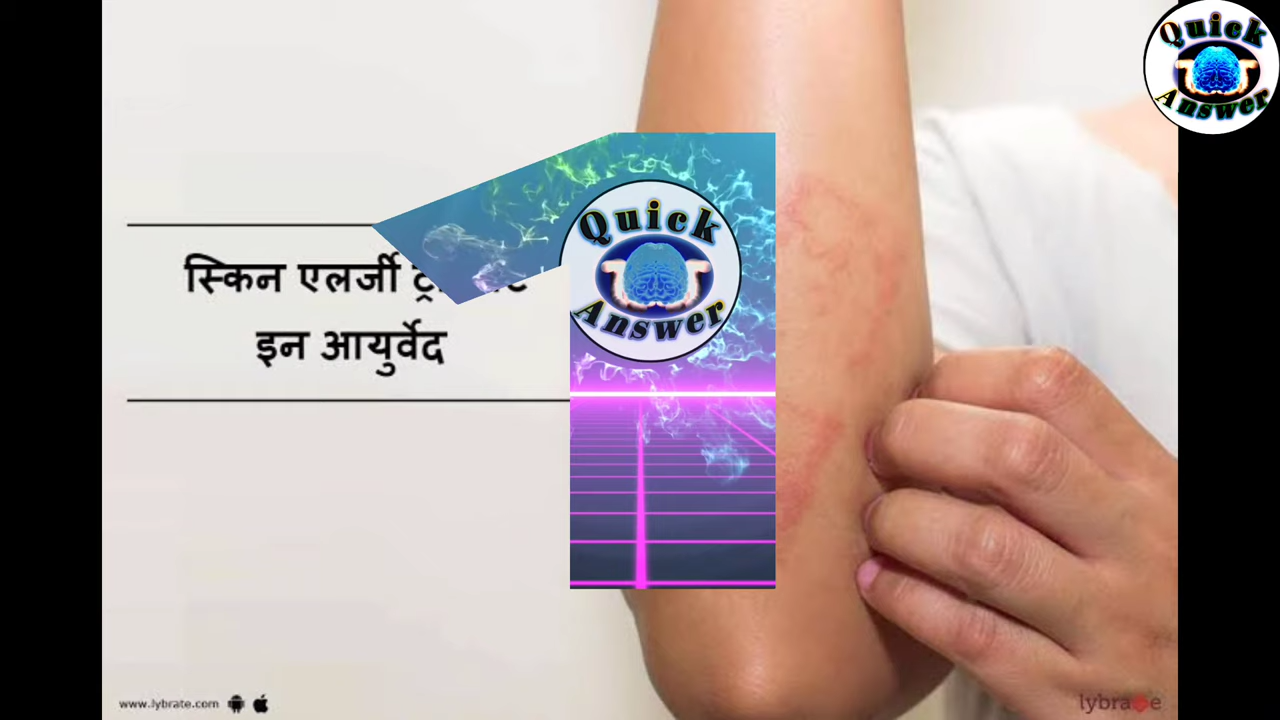 Quick
Answer
स्किन एलर्जी
इन आयुर्वेद
Quick
Answer
www.lybrate.com
lybrate